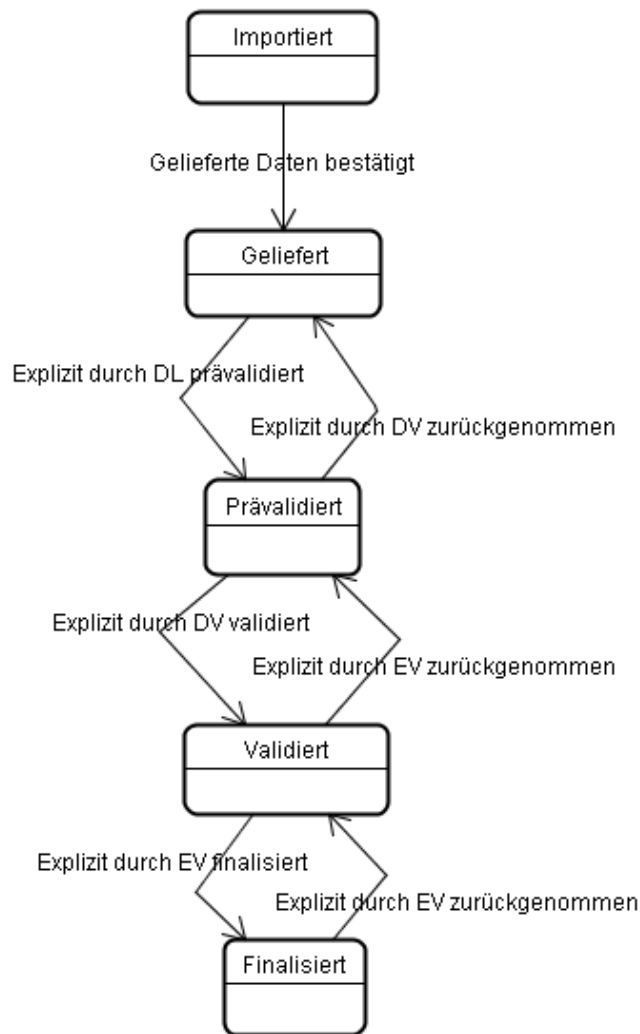 Importiert
Gelieferte Daten bestätigt
Geliefert
Explizit durch DL prävalidiert
Explizit durch DV zurückgenommen
Prävalidiert
Explizit durch DV validiert
Explizit durch EV zurückgenommen
Validiert
Explizit durch EV finalisiert
Explizit durch EV zurückgenommen
Finalisiert